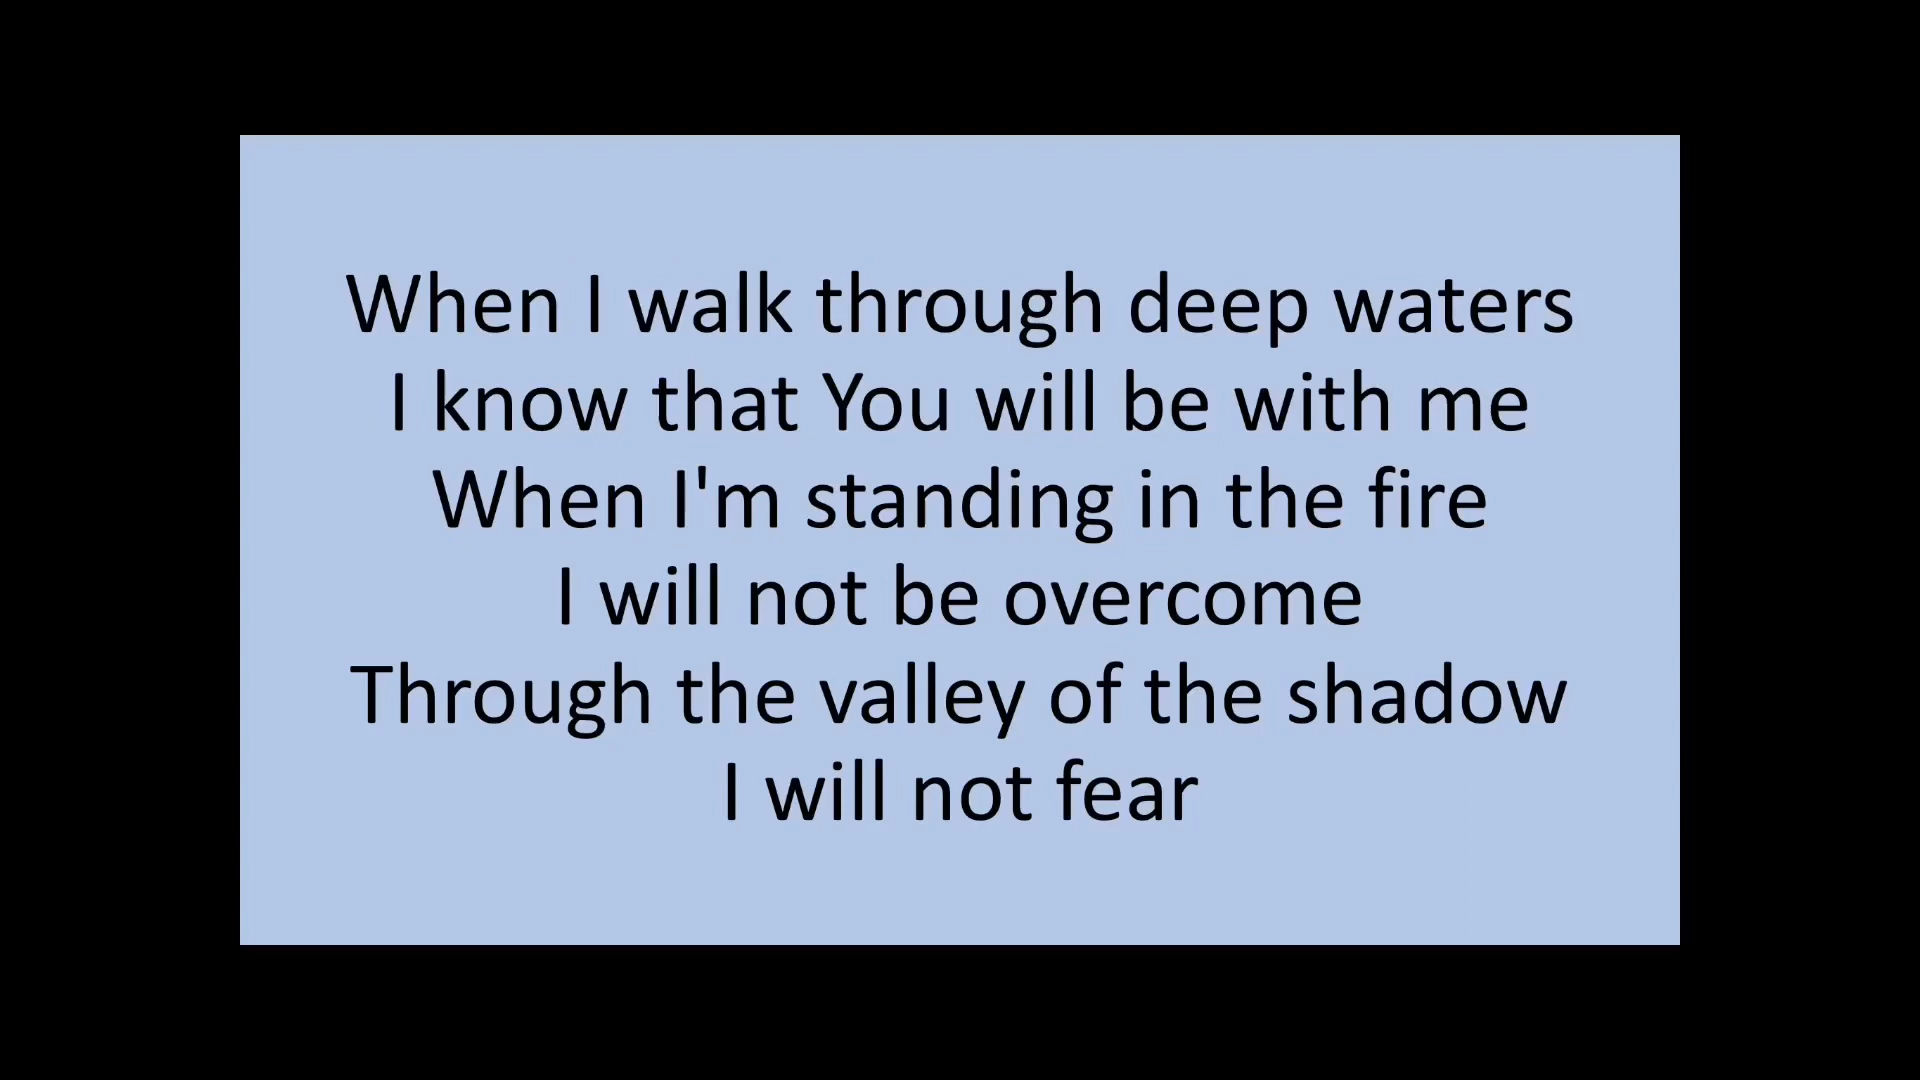 When I walk through deep waters
I know that You will be with me
When I'm standing in the fire
I will not be overcome
Through the valley of the shadow
I will not fear